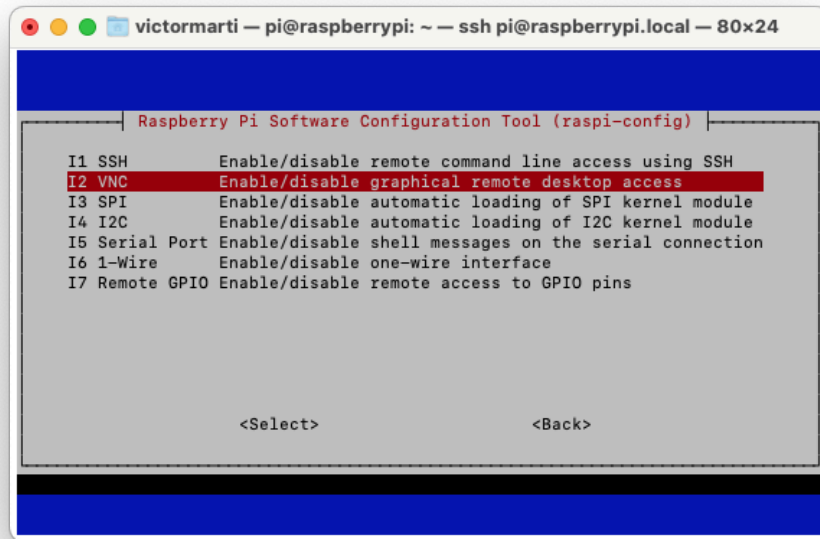 victormarti — pi@raspberrypi: ~ — ssh pi@raspberrypi.local — 80×24
Raspberry Pi Software Configuration Tool (raspi-config)
I1 SSH Enable/disable remote command line access using SSH
I2 VNC Enable/disable graphical remote desktop access
I3 SPI Enable/disable automatic loading of SPI kernel module
I4 I2C Enable/disable automatic loading of I2C kernel module
I5 Serial Port Enable/disable shell messages on the serial connection
I6 1-Wire Enable/disable one-wire interface
I7 Remote GPIO Enable/disable remote access to GPIO pins
<Select> <Back>